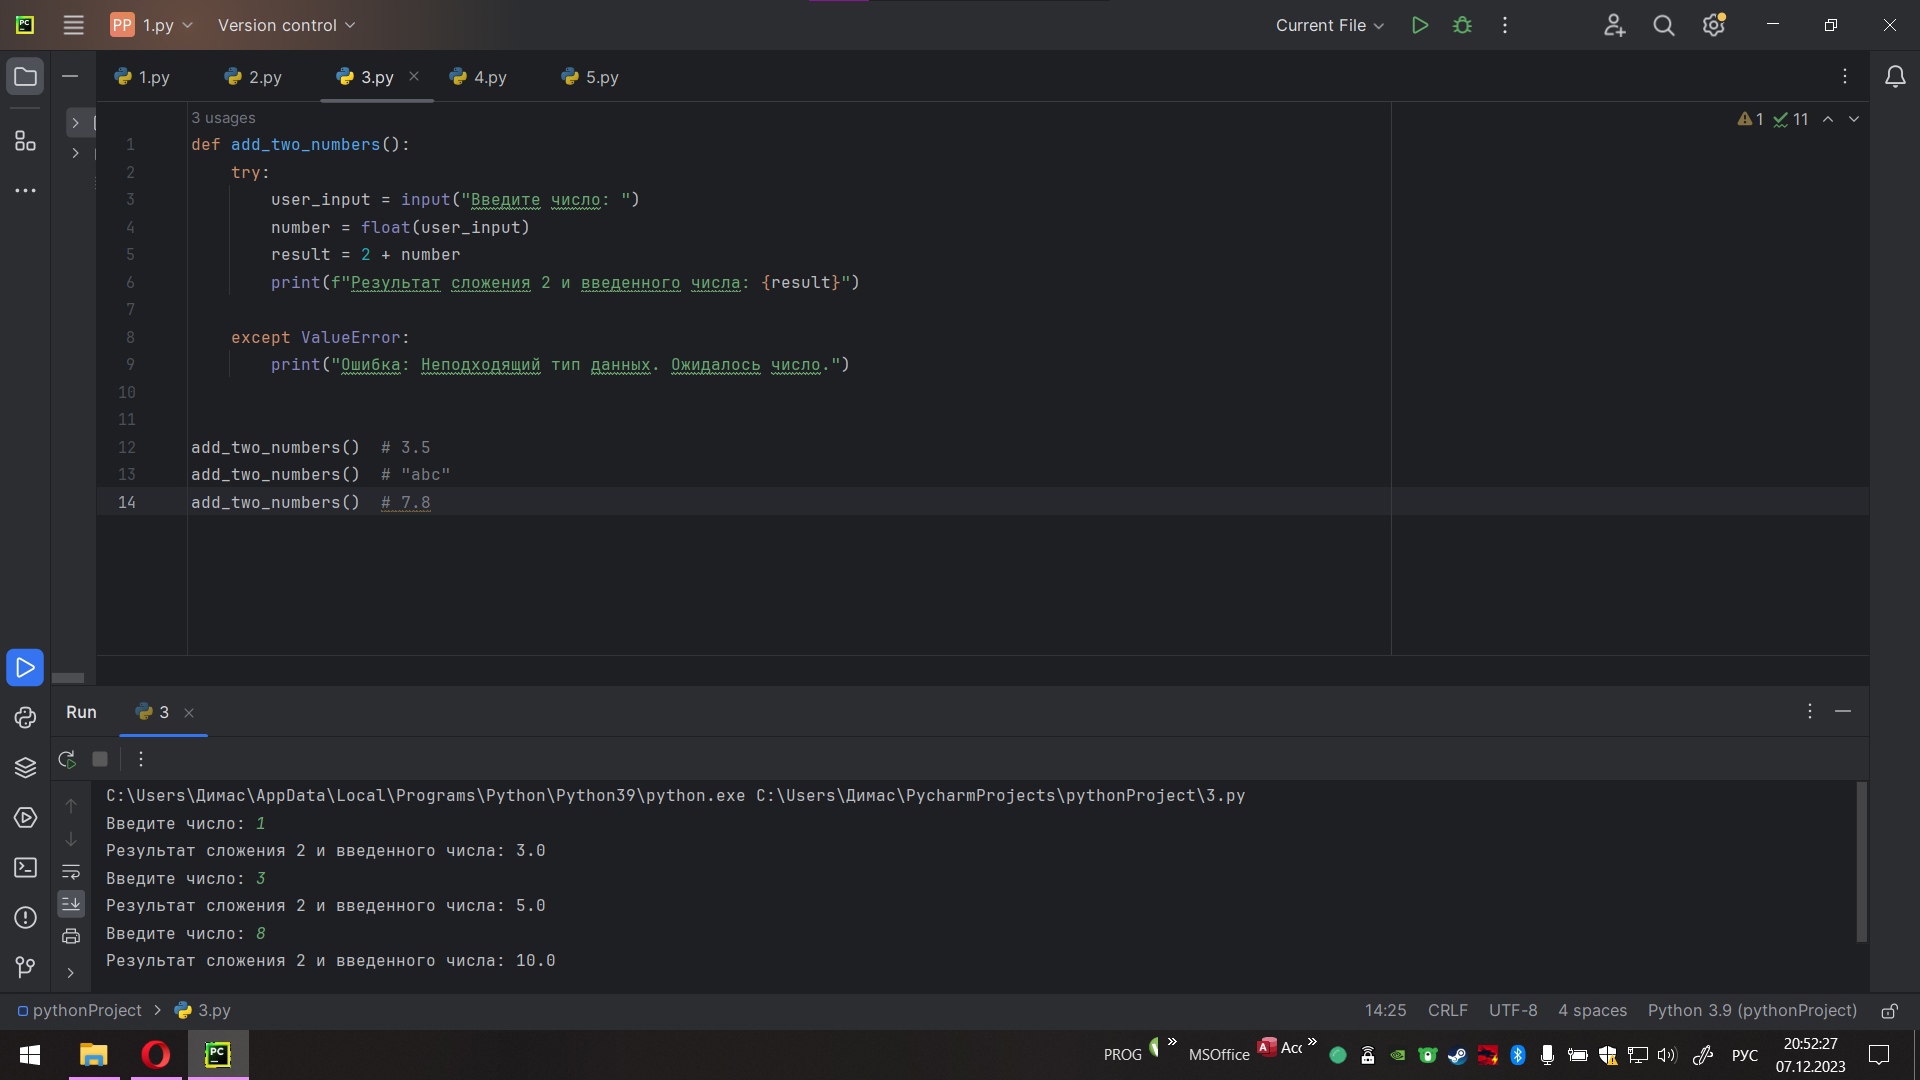 PC PP 1.py Version control Current File
1.py 2.py 3.py 4.py 5.py
3 usages 1 11
1 def add_two_numbers():
2 try:
3 user_input = input("Введите число: ")
4 number = float(user_input)
5 result = 2 + number
6 print(f"Результат сложения 2 и введенного числа: {result}")
7
8 except ValueError:
9 print("Ошибка: Неподходящий тип данных. Ожидалось число.")
10
11
12 add_two_numbers() # 3.5
13 add_two_numbers() # "abc"
14 add_two_numbers() # 7.8
Run 3
C:\Users\Димас\AppData\Local\Programs\Python\Python39\python.exe C:\Users\Димас\PycharmProjects\pythonProject\3.py
Введите число: 1
Результат сложения 2 и введенного числа: 3.0
Введите число: 3
Результат сложения 2 и введенного числа: 5.0
Введите число: 8
Результат сложения 2 и введенного числа: 10.0
pythonProject > 3.py 14:25 CRLF UTF-8 4 spaces Python 3.9 (pythonProject)
PC PROG » MSOffice A Acc » РУС 20:52:27
07.12.2023